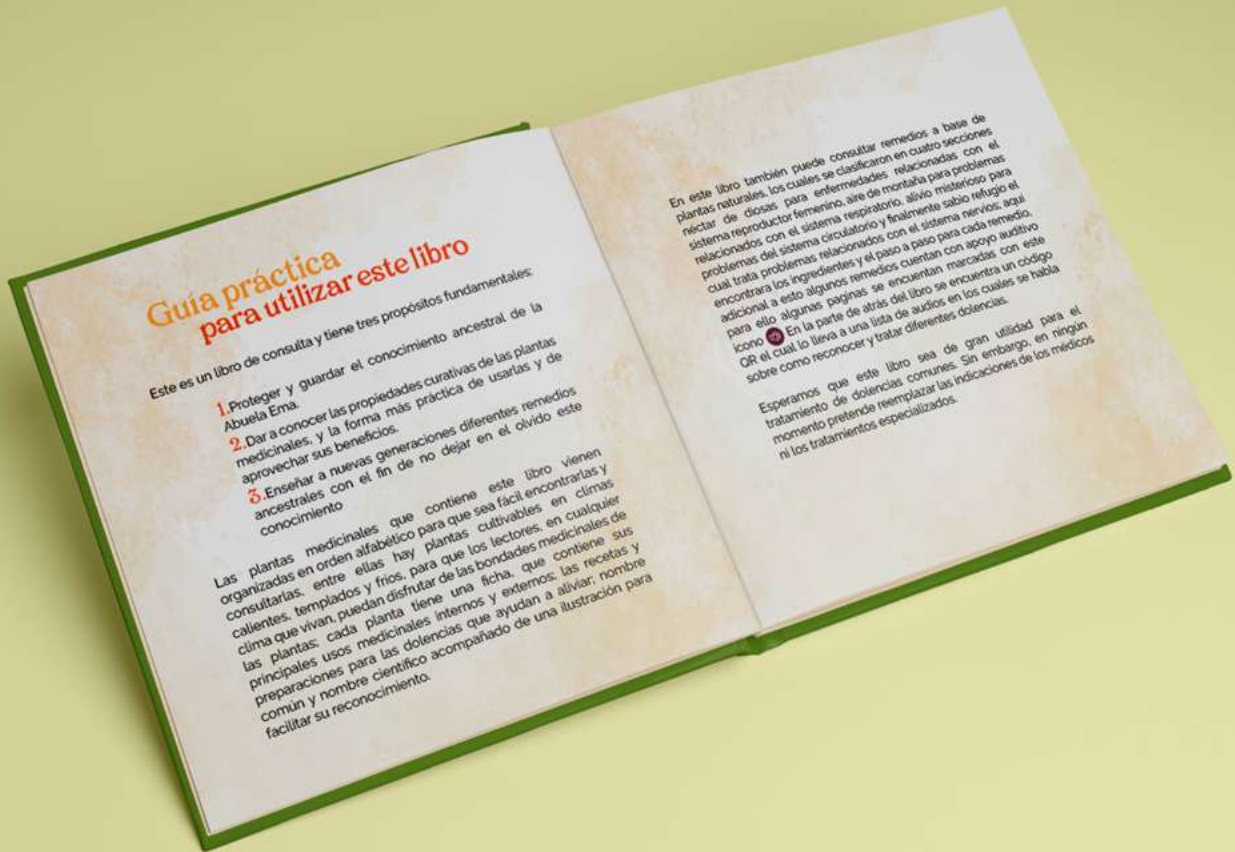 Guía práctica
para utilizar este libro
Este es un libro de consulta y tiene tres propósitos fundamentales:
1.Proteger y guardar el conocimiento ancestral de la
Abuela Ema.
2.Dar a conocer las propiedades curativas de las plantas
medicinales, y la forma más práctica de usarlas y de
aprovechar sus beneficios.
3.Enseñar a nuevas generaciones diferentes remedios
ancestrales con el fin de no dejar en el olvido este
conocimiento
Las plantas medicinales que contiene este libro vienen
organizadas en orden alfabético para que sea fácil encontrarlas y
consultarlas, entre ellas hay plantas cultivables en climas
calientes, templados y fríos, para que los lectores, en cualquier
clima que vivan, puedan disfrutar de las bondades medicinales de
las plantas; cada planta tiene una ficha, que contiene sus
principales usos medicinales internos y externos; las recetas y
preparaciones para las dolencias que ayudan a aliviar; nombre
común y nombre científico acompañado de una ilustración para
facilitar su reconocimiento.
En este libro también puede consultar remedios a base de
plantas naturales, los cuales se clasificaron en cuatro secciones
néctar de diosas para enfermedades relacionadas con el
sistema reproductor femenino, aire de montaña para problemas
relacionados con el sistema respiratorio, alivio misterioso para
problemas del sistema circulatorio y finalmente sabio refugio el
cual trata problemas relacionados con el sistema nervios; aquí
encontrara los ingredientes y el paso a paso para cada remedio,
adicional a esto algunos remedios cuentan con apoyo auditivo
para ello algunas paginas se encuentan marcadas con este
icono En la parte de atrás del libro se encuentra un código
QR el cual lo lleva a una lista de audios en los cuales se habla
sobre como reconocer y tratar diferentes dolencias.
Esperamos que este libro sea de gran utilidad para el
tratamiento de dolencias comunes. Sin embargo, en ningún
momento pretende reemplazar las indicaciones de los médicos
ni los tratamientos especializados.